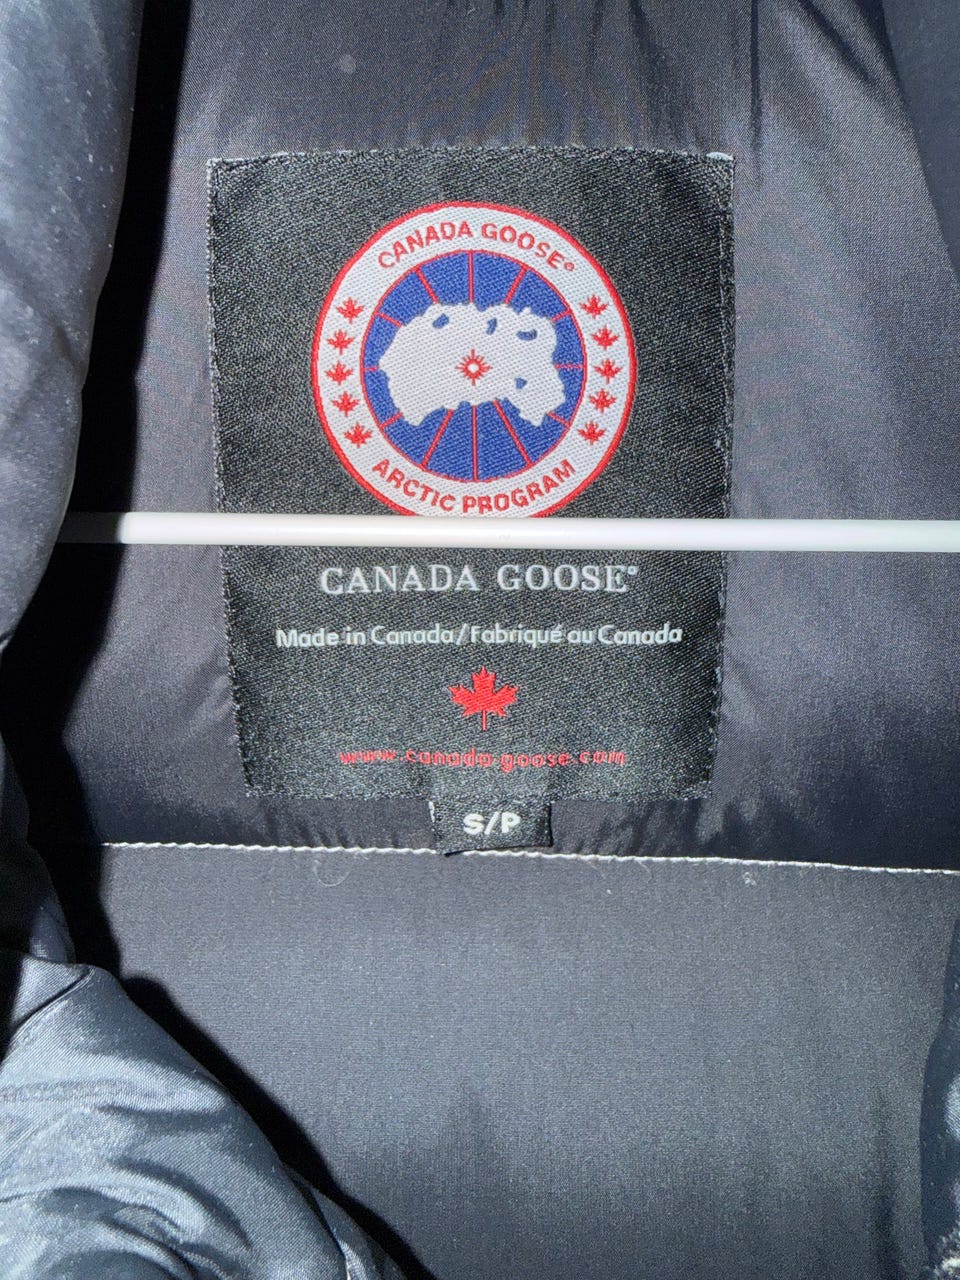 CANADA GOOSE®
ARCTIC PROGRAM
CANADA GOOSE®
Made in Canada/Fabriqué au Canada
www.canada-goose.com
S/P